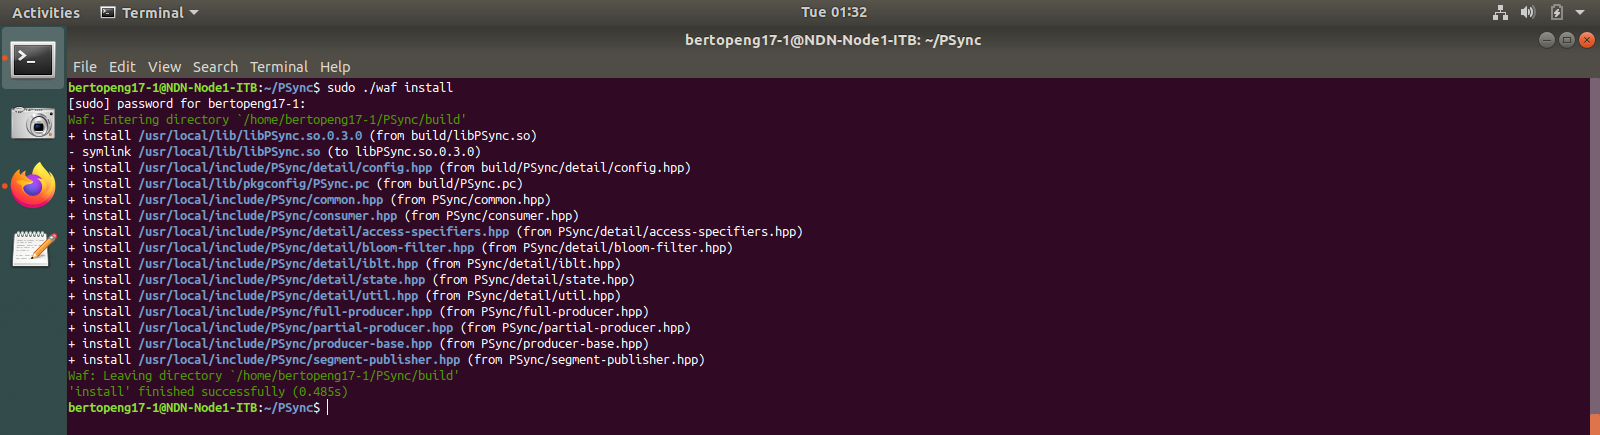 Activities Terminal Tue 01:32
bertopeng17-1@NDN-Node1-ITB: ~/PSync
File Edit View Search Terminal Help
bertopeng17-1@NDN-Node1-ITB:~/PSync$ sudo ./waf install
[sudo] password for bertopeng17-1:
Waf: Entering directory `/home/bertopeng17-1/PSync/build'
+ install /usr/local/lib/libPSync.so.0.3.0 (from build/libPSync.so)
- symlink /usr/local/lib/libPSync.so (to libPSync.so.0.3.0)
+ install /usr/local/include/PSync/detail/config.hpp (from build/PSync/detail/config.hpp)
+ install /usr/local/lib/pkgconfig/PSync.pc (from build/PSync.pc)
+ install /usr/local/include/PSync/common.hpp (from PSync/common.hpp)
+ install /usr/local/include/PSync/consumer.hpp (from PSync/consumer.hpp)
+ install /usr/local/include/PSync/detail/access-specifiers.hpp (from PSync/detail/access-specifiers.hpp)
+ install /usr/local/include/PSync/detail/bloom-filter.hpp (from PSync/detail/bloom-filter.hpp)
+ install /usr/local/include/PSync/detail/iblt.hpp (from PSync/detail/iblt.hpp)
+ install /usr/local/include/PSync/detail/state.hpp (from PSync/detail/state.hpp)
+ install /usr/local/include/PSync/detail/util.hpp (from PSync/detail/util.hpp)
+ install /usr/local/include/PSync/full-producer.hpp (from PSync/full-producer.hpp)
+ install /usr/local/include/PSync/partial-producer.hpp (from PSync/partial-producer.hpp)
+ install /usr/local/include/PSync/producer-base.hpp (from PSync/producer-base.hpp)
+ install /usr/local/include/PSync/segment-publisher.hpp (from PSync/segment-publisher.hpp)
Waf: Leaving directory `/home/bertopeng17-1/PSync/build'
'install' finished successfully (0.485s)
bertopeng17-1@NDN-Node1-ITB:~/PSync$